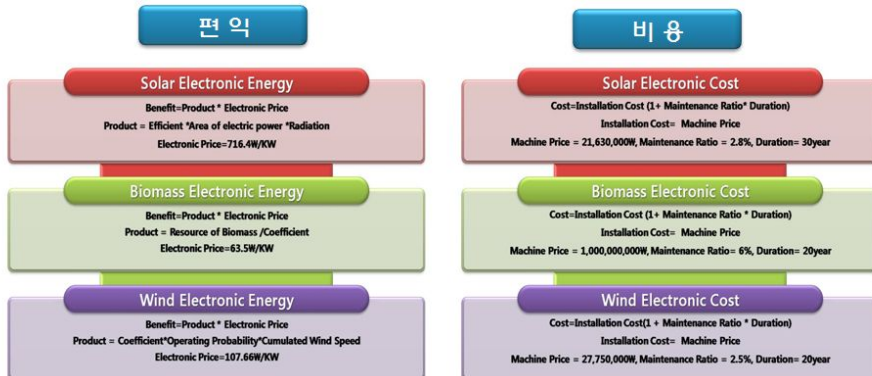 편 익
Solar Electronic Energy
Benefit=Product * Electronic Price
Product = Efficient *Area of electric power *Radiation
Electronic Price=716.4₩/KW
Biomass Electronic Energy
Benefit=Product * Electronic Price
Product = Resource of Biomass /Coefficient
Electronic Price=63.5₩/KW
Wind Electronic Energy
Benefit=Product * Electronic Price
Product = Coefficient*Operating Probability*Cumulated Wind Speed
Electronic Price=107.66₩/KW
비 용
Solar Electronic Cost
Cost=Installation Cost (1+ Maintenance Ratio* Duration)
Installation Cost= Machine Price
Machine Price = 21,630,000₩, Maintenance Ratio = 2.8%, Duration= 30year
Biomass Electronic Cost
Cost=Installation Cost (1+ Maintenance Ratio * Duration)
Installation Cost= Machine Price
Machine Price = 1,000,000,000₩, Maintenance Ratio= 6%, Duration= 20year
Wind Electronic Cost
Cost=Installation Cost(1 + Maintenance Ratio * Duration)
Installation Cost= Machine Price
Machine Price = 27,750,000₩, Maintenance Ratio = 2.5%, Duration= 20year